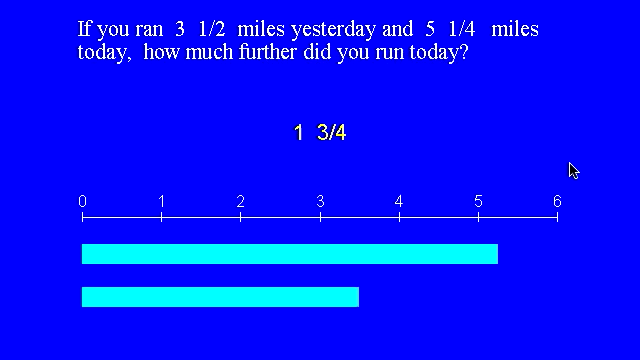 If you ran 3 1/2 miles yesterday and 5 1/4 miles
today, how much further did you run today?
1 3/4
0 1 2 3 4 5 6